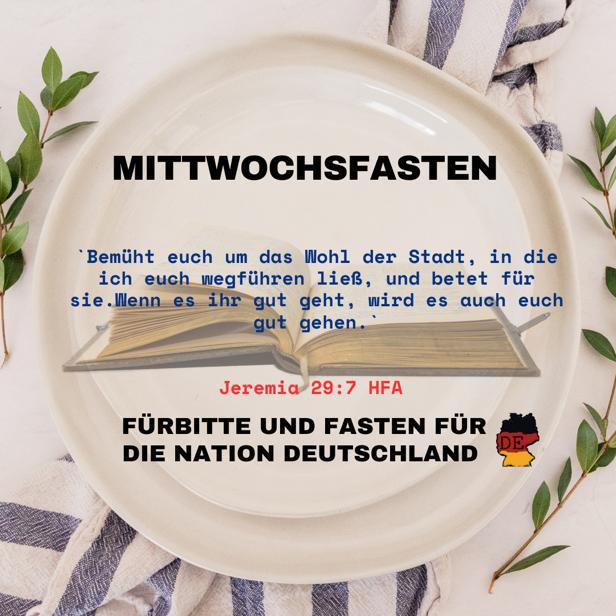 MITTWOCHSFASTEN
`Bemüht euch um das Wohl der Stadt, in die
ich euch wegführen ließ, und betet für
sie.Wenn es ihr gut geht, wird es auch euch
gut gehen.`
Jeremia 29:7 HFA
FÜRBITTE UND FASTEN FÜR
DIE NATION DEUTSCHLAND
DE